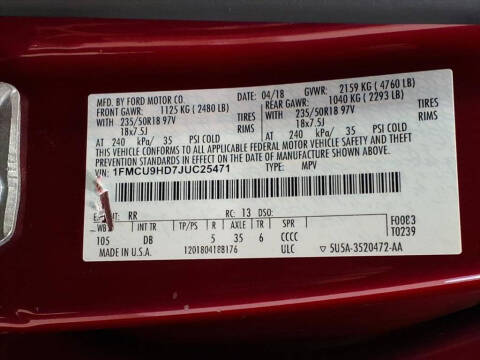 MFD. BY FORD MOTOR CO.
DATE: 04/18 GVWR: 2159 KG ( 4760 LB)
FRONT GAWR: 1125 KG ( 2480 LB) REAR GAWR: 1040 KG ( 2293 LB)
WITH 235/50R18 97V TIRES WITH 235/50R18 97V TIRES
18x7.5J RIMS 18x7.5J RIMS
AT 240 kPa/ 35 PSI COLD AT 240 kPa/ 35 PSI COLD
THIS VEHICLE CONFORMS TO ALL APPLICABLE FEDERAL MOTOR VEHICLE SAFETY AND THEFT
PREVENTION STANDARDS IN EFFECT ON THE DATE OF MANUFACTURE SHOWN ABOVE.
VIN: 1FMCU9HD7JUC25471 TYPE: MPV
EXT RR RC: 13 DSO: F0083
WB INT TR TP/PS R AXLE TR SPR T0239
105 DB 5 35 6 CCCC
MADE IN U.S.A. 1201804188176 ULC 5U5A-3520472-AA